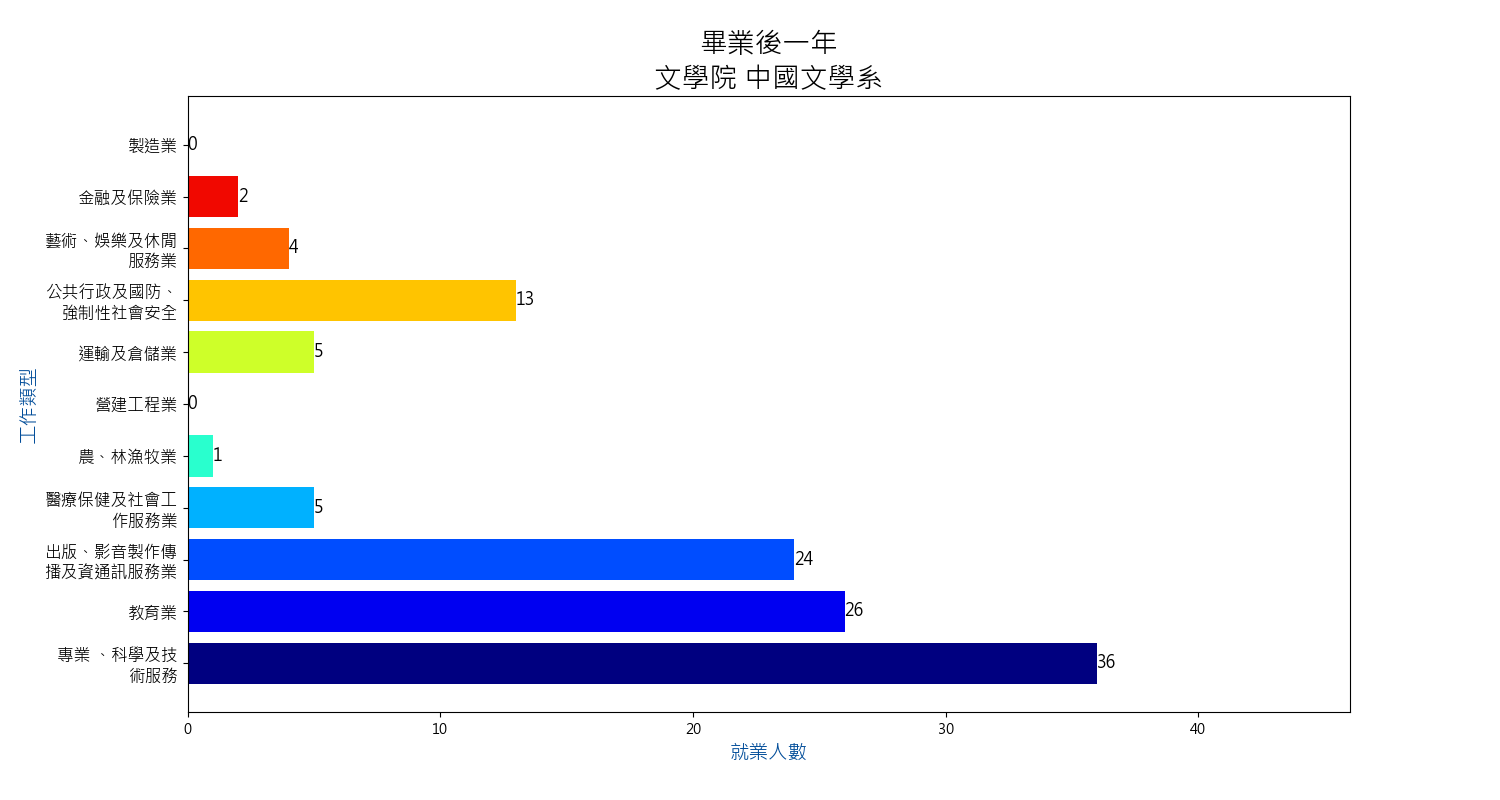 畢業後一年
文學院 中國文學系
製造業
0
金融及保險業
2
藝術、娛樂及休閒
服務業
4
公共行政及國防、
強制性社會安全
13
運輸及倉儲業
5
營建工程業
0
農、林漁牧業
1
醫療保健及社會工
作服務業
5
出版、影音製作傳
播及資通訊服務業
24
教育業
26
專業 、科學及技
術服務
36
工作類型
0 10 20 30 40
就業人數